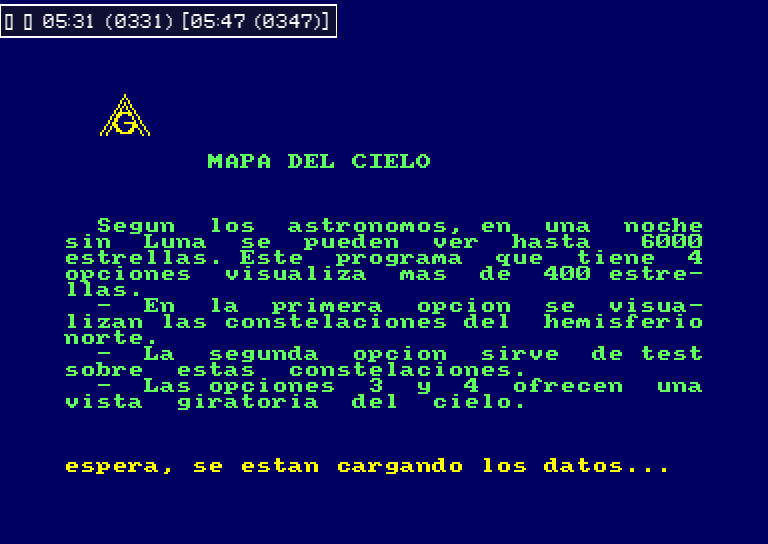 05:31 (0331) [05:47 (0347)]
G
MAPA DEL CIELO
Segun los astronomos, en una noche
sin Luna se pueden ver hasta 6000
estrellas. Este programa que tiene 4
opciones visualiza mas de 400 estre-
llas.
- En la primera opcion se visua-
lizan las constelaciones del hemisferio
norte.
- La segunda opcion sirve de test
sobre estas constelaciones.
- Las opciones 3 y 4 ofrecen una
vista giratoria del cielo.
espera, se estan cargando los datos...